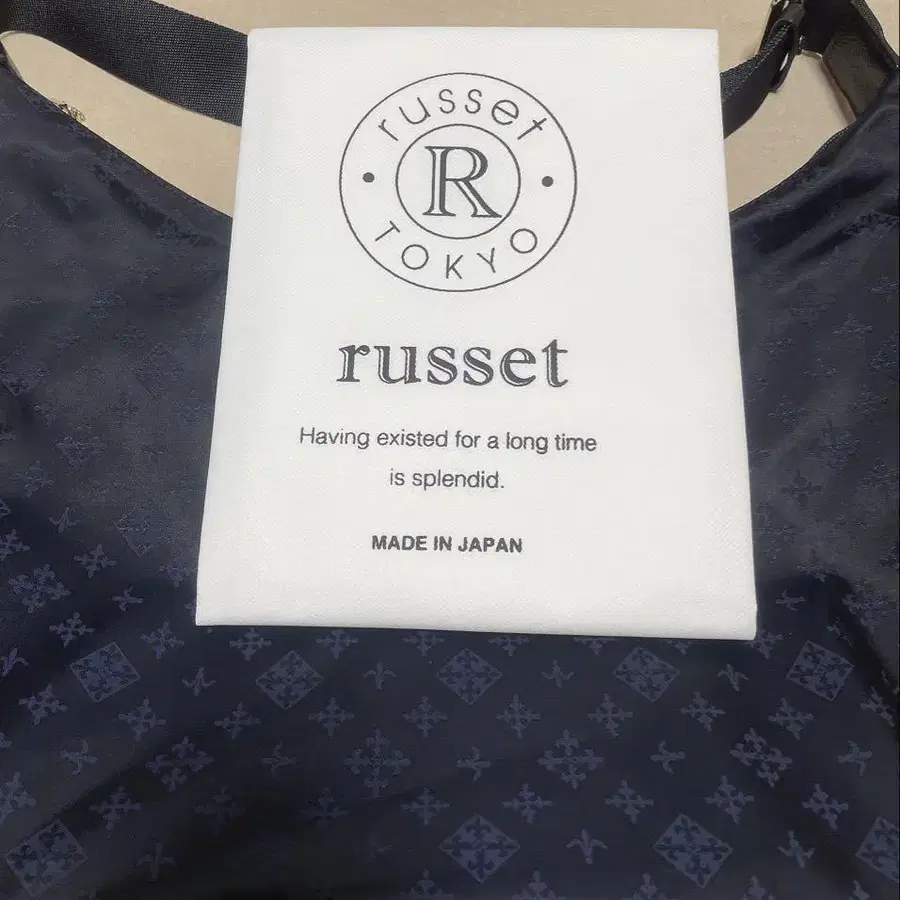 russet
R
TOKYO
russet
Having existed for a long time
is splendid.
MADE IN JAPAN